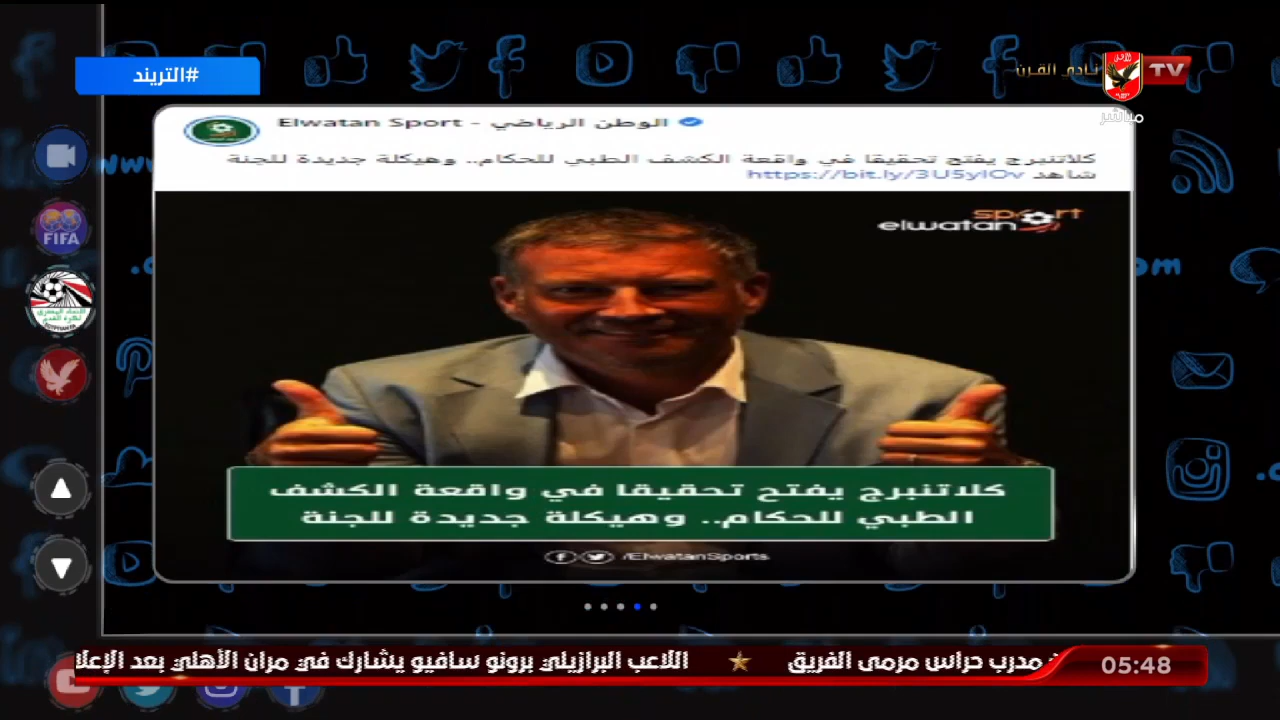 #التريند
نادي القرن
TV
مباشر
Elwatan Sport - الوطن الرياضي
كلاتنبرج يفتح تحقيقا في واقعة الكشف الطبي للحكام.. وهيكلة جديدة للجنة
شاهد https://bit.ly/3U5ylOv
sport
elwatan
FIFA
كلاتنبرج يفتح تحقيقا في واقعة الكشف
الطبي للحكام.. وهيكلة جديدة للجنة
/ElwatanSports
مدرب حراس مرمى الفريق ★ اللاعب البرازيلي برونو سافيو يشارك في مران الأهلي بعد
05:48